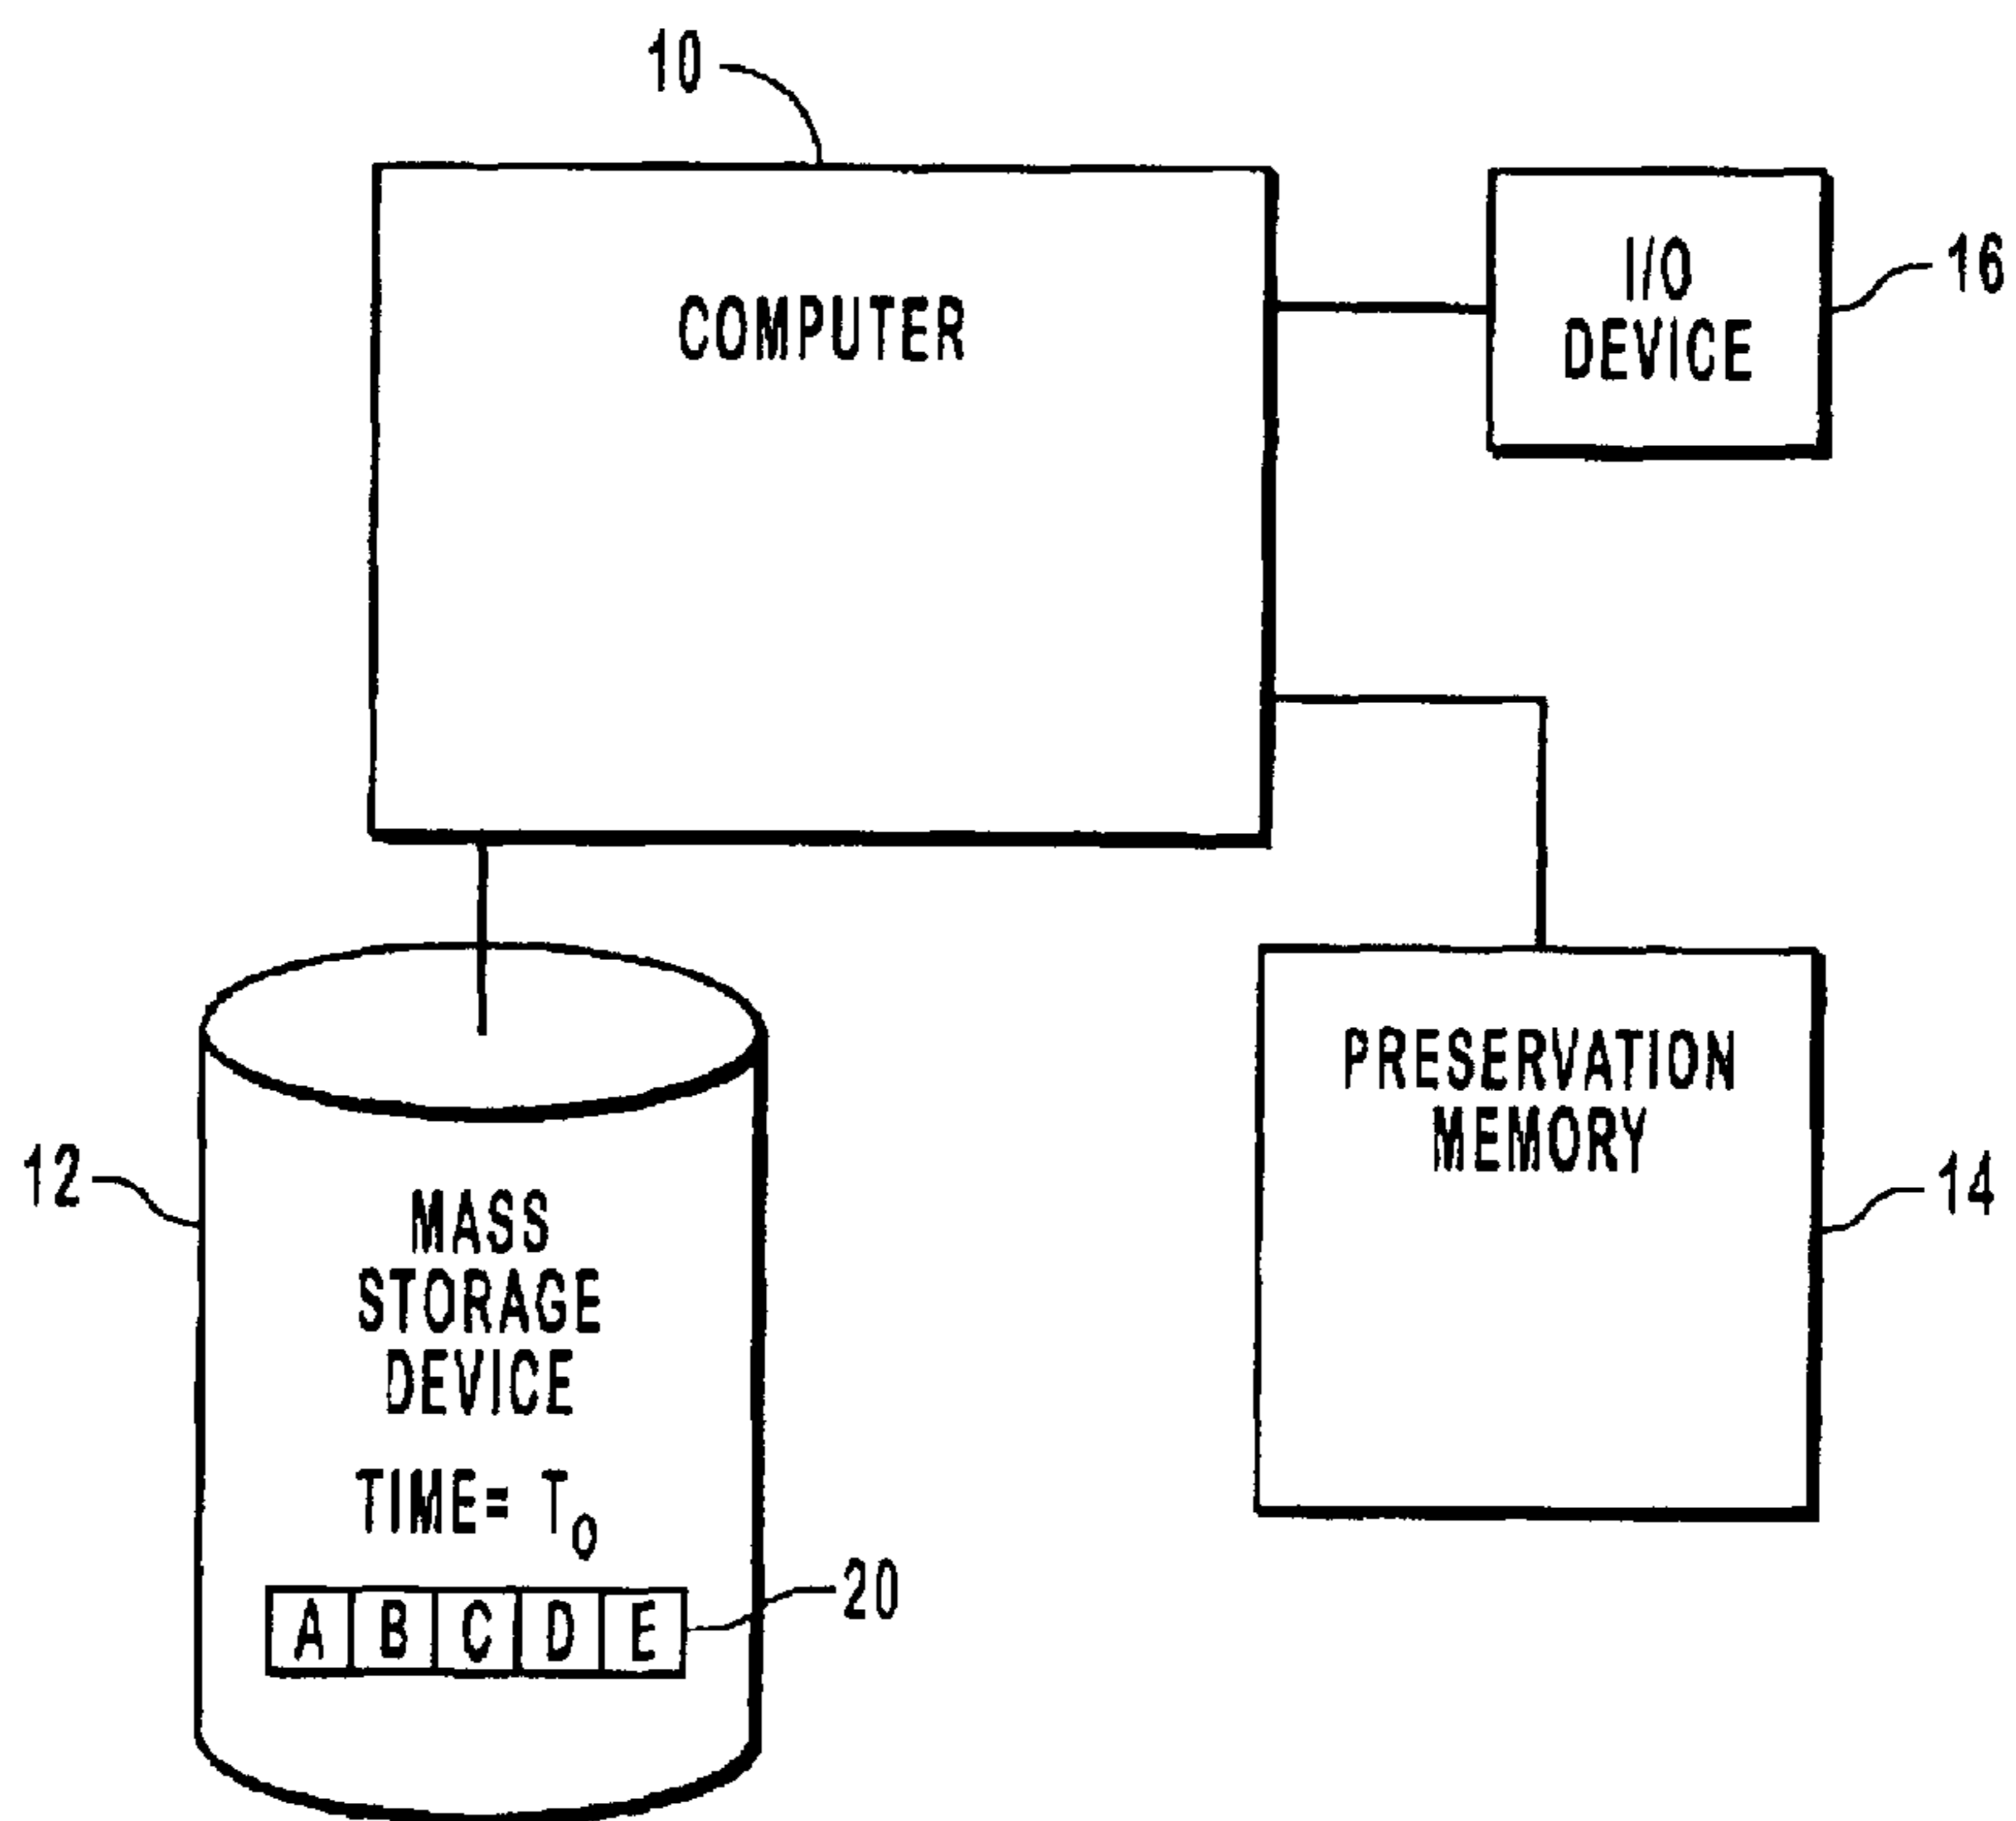 10
COMPUTER
I/O
DEVICE
16
PRESERVATION
MEMORY
14
12
MASS
STORAGE
DEVICE
TIME= T₀
A B C D E
20